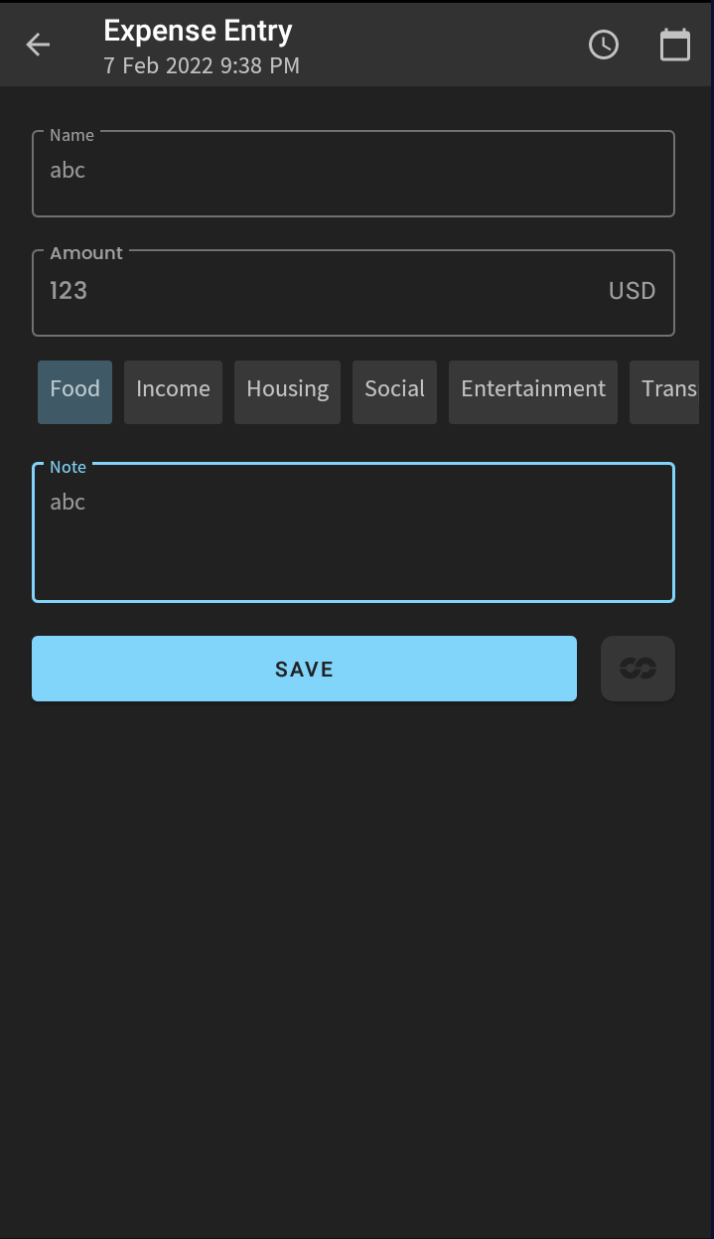 Expense Entry
7 Feb 2022 9:38 PM
Name
abc
Amount
123 USD
Food Income Housing Social Entertainment Trans
Note
abc
SAVE